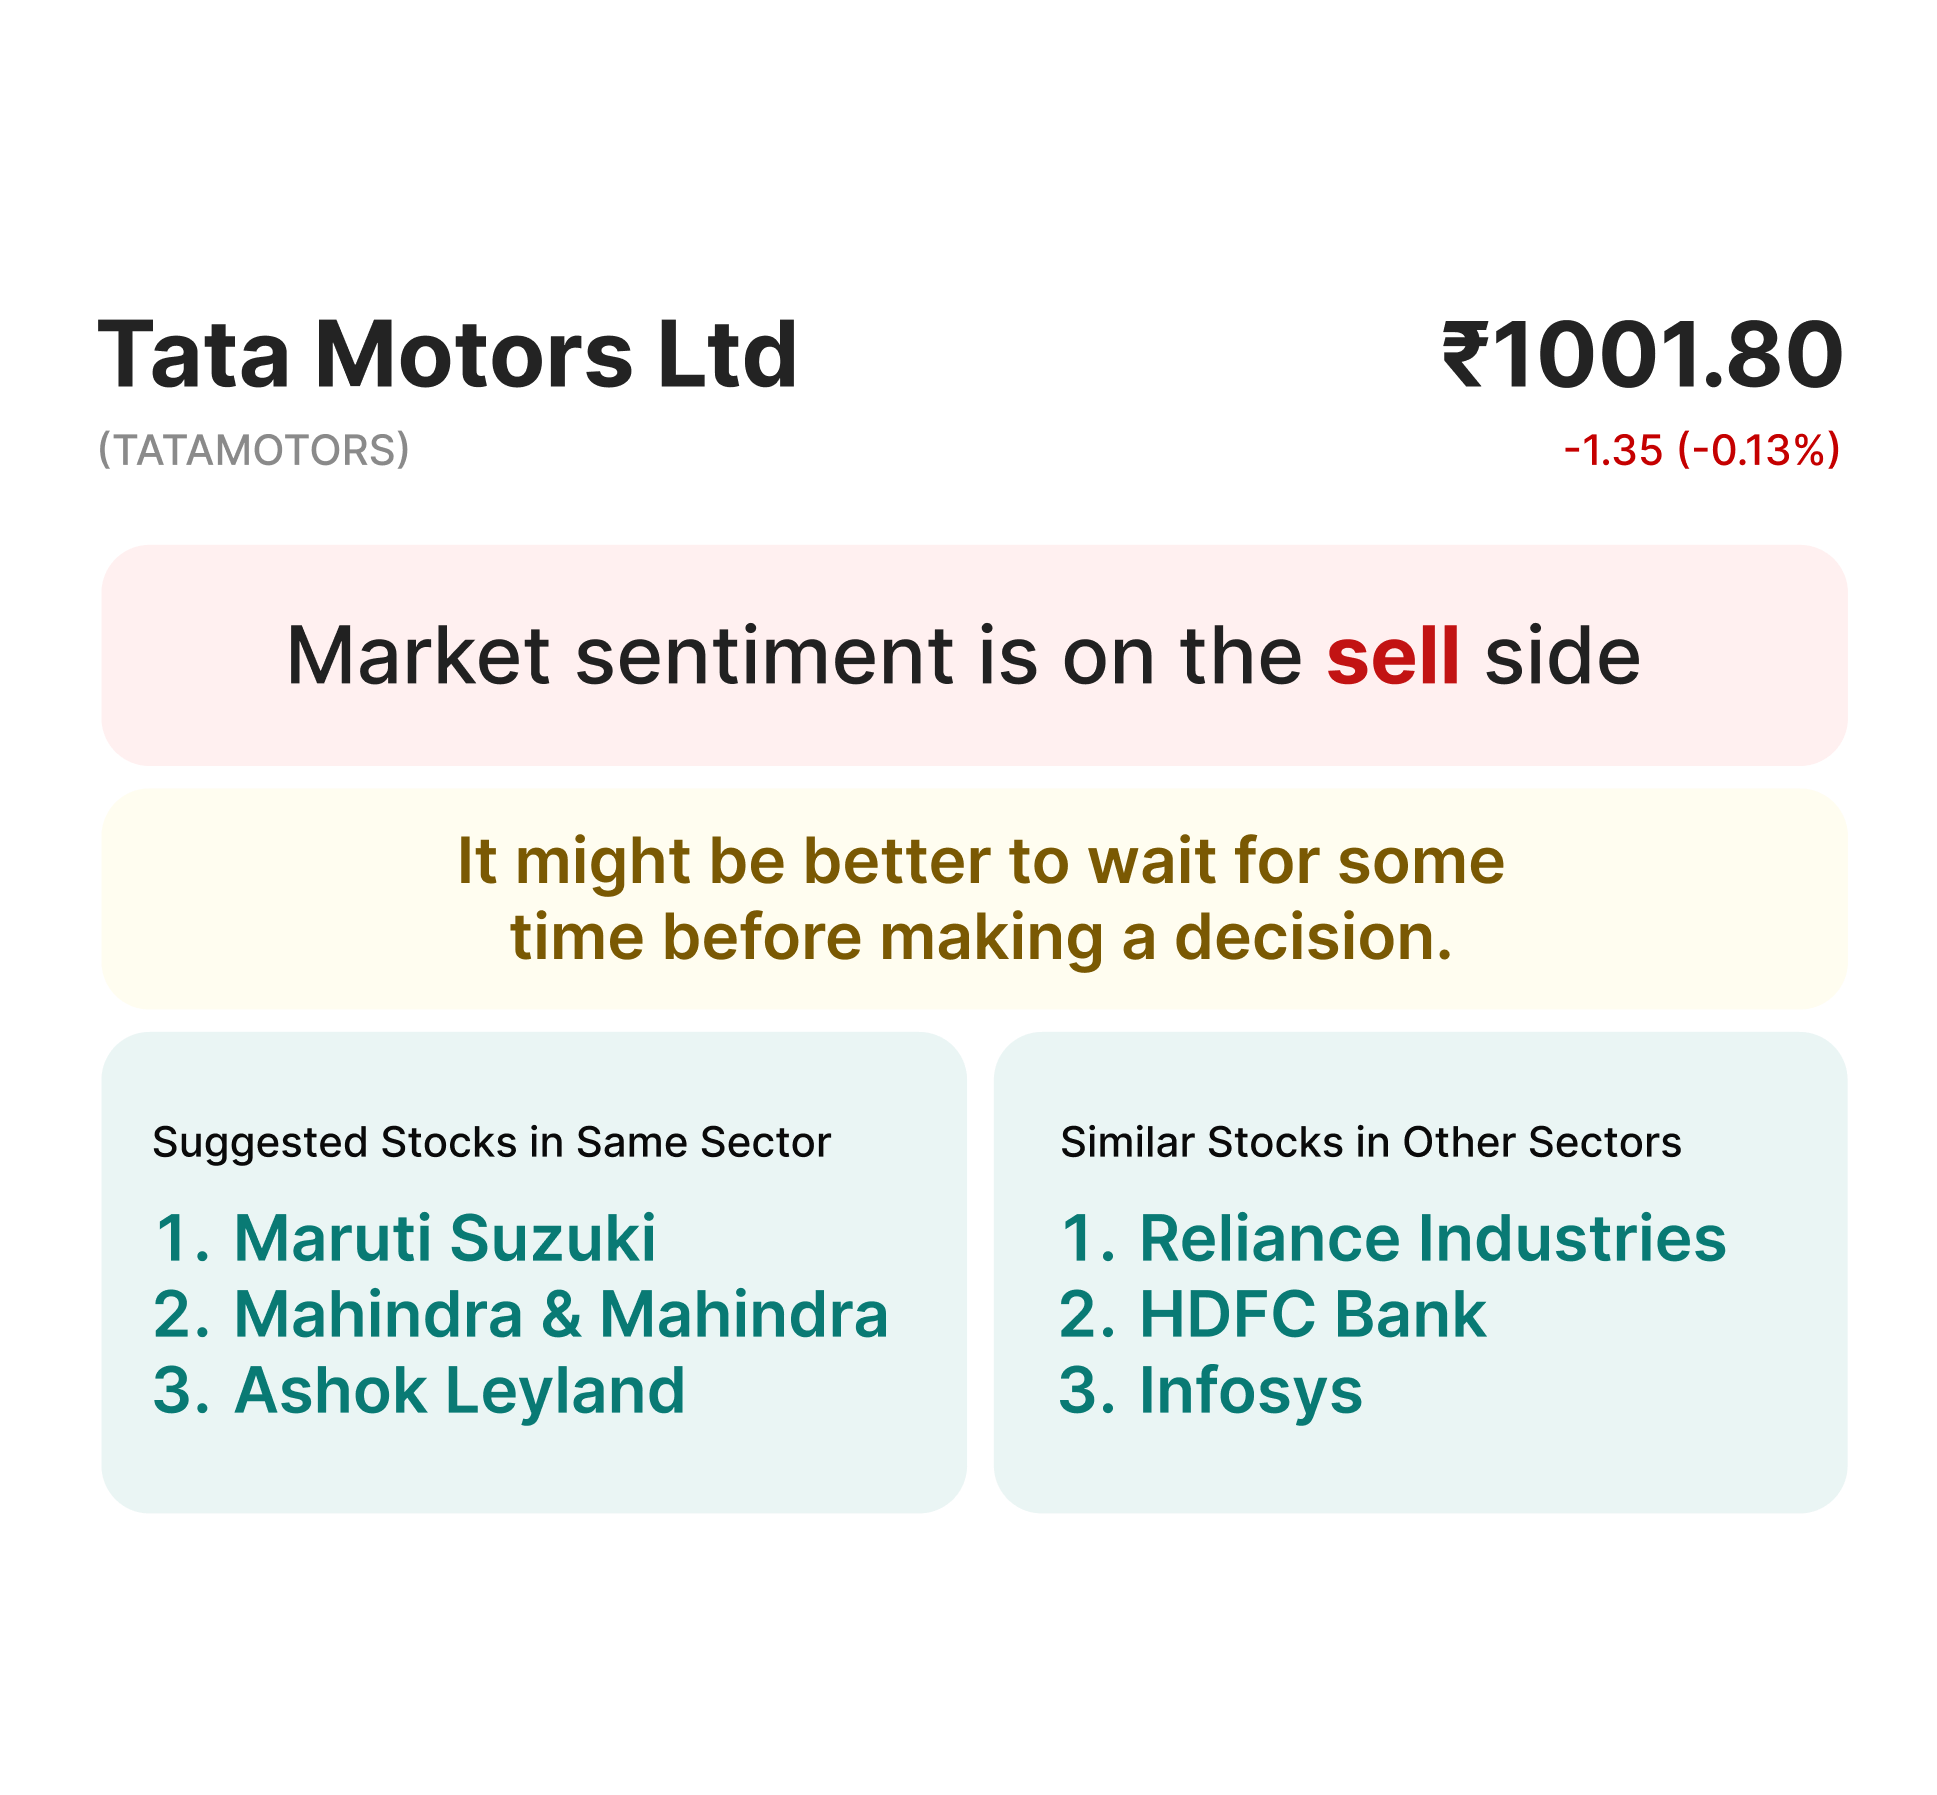 Tata Motors Ltd
₹1001.80
(TATAMOTORS)
-1.35 (-0.13%)
Market sentiment is on the sell side
It might be better to wait for some
time before making a decision.
Suggested Stocks in Same Sector
1. Maruti Suzuki
2. Mahindra & Mahindra
3. Ashok Leyland
Similar Stocks in Other Sectors
1. Reliance Industries
2. HDFC Bank
3. Infosys